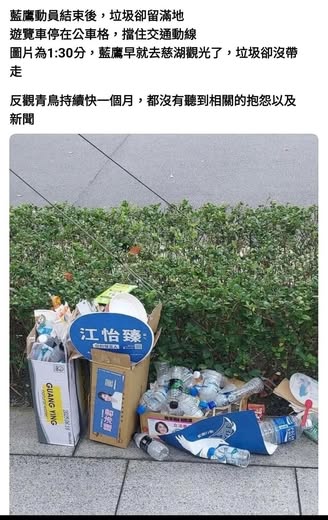 藍鷹動員結束後，垃圾卻留滿地
遊覽車停在公車格，擋住交通動線
圖片為1:30分，藍鷹早就去慈湖觀光了，垃圾卻沒帶
走
反觀青鳥持續快一個月，都沒有聽到相關的抱怨以及
新聞
江怡臻
GUANG YING